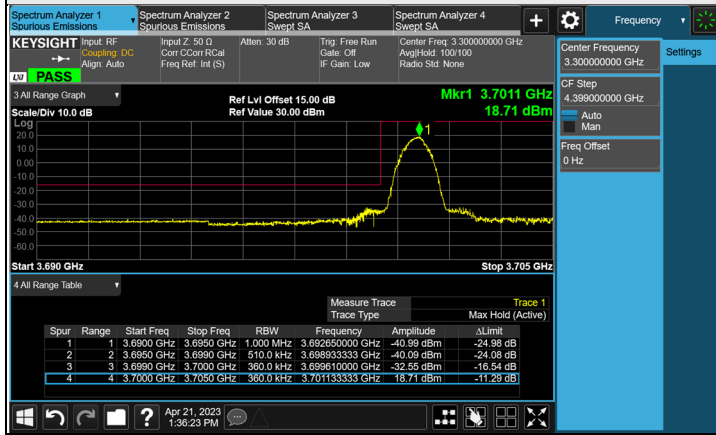 Spectrum Analyzer 1
Spurious Emissions
Spectrum Analyzer 2
Spurious Emissions
Spectrum Analyzer 3
Swept SA
Spectrum Analyzer 4
Swept SA
+
Frequency
KEYSIGHT
LXI
PASS
Input: RF
Coupling: DC
Align: Auto
Input Z: 50 Ω
Corr CCorr RCal
Freq Ref: Int (S)
Atten: 30 dB
Trig: Free Run
Gate: Off
IF Gain: Low
Center Freq: 3.300000000 GHz
Avg|Hold: 100/100
Radio Std: None
Center Frequency
3.300000000 GHz
Settings
CF Step
4.399000000 GHz
Auto
Man
Freq Offset
0 Hz
3 All Range Graph
Scale/Div 10.0 dB
Ref Lvl Offset 15.00 dB
Ref Value 30.00 dBm
Mkr1 3.7011 GHz
18.71 dBm
Log
20.0
10.0
0.00
-10.0
-20.0
-30.0
-40.0
-50.0
-60.0
1
Start 3.690 GHz
Stop 3.705 GHz
4 All Range Table
Measure Trace Trace 1
Trace Type Max Hold (Active)
Spur Range Start Freq Stop Freq RBW Frequency Amplitude ΔLimit
1 1 3.6900 GHz 3.6950 GHz 1.000 MHz 3.692650000 GHz -40.99 dBm -24.98 dB
2 2 3.6950 GHz 3.6990 GHz 510.0 kHz 3.698933333 GHz -40.09 dBm -24.08 dB
3 3 3.6990 GHz 3.7000 GHz 360.0 kHz 3.699610000 GHz -32.55 dBm -16.54 dB
4 4 3.7000 GHz 3.7050 GHz 360.0 kHz 3.701133333 GHz 18.71 dBm -11.29 dB
?
Apr 21, 2023
1:36:23 PM